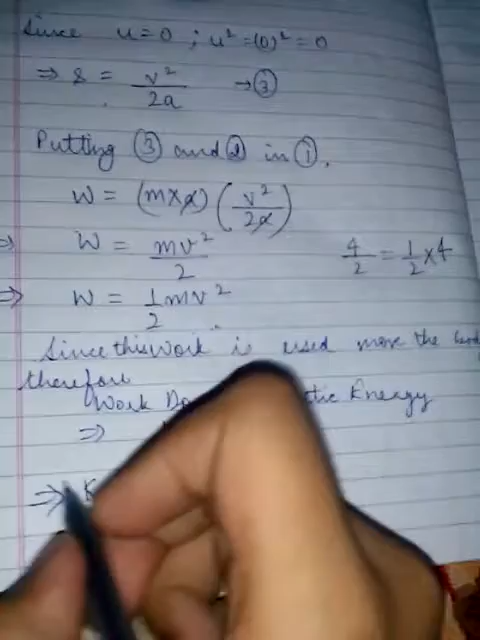 Since u=0 ; u² = (0)² = 0
⇒ s = v²/2a →③
Putting ③ and ② in ①,
W = (m×a) (v²/2a)
⇒ W = mv²/2 4/2 = 1/2 × 4
⇒ W = 1/2 mv²
Since this work is used move the
therefore
Work Energy
⇒
⇒ K